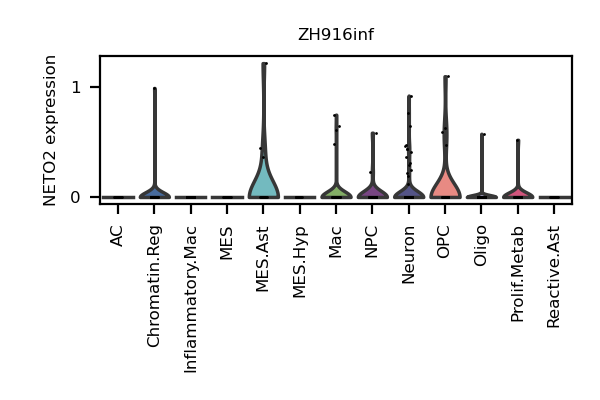 ZH916inf
NETO2 expression
1
0
AC
Chromatin.Reg
Inflammatory.Mac
MES
MES.Ast
MES.Hyp
Mac
NPC
Neuron
OPC
Oligo
Prolif.Metab
Reactive.Ast